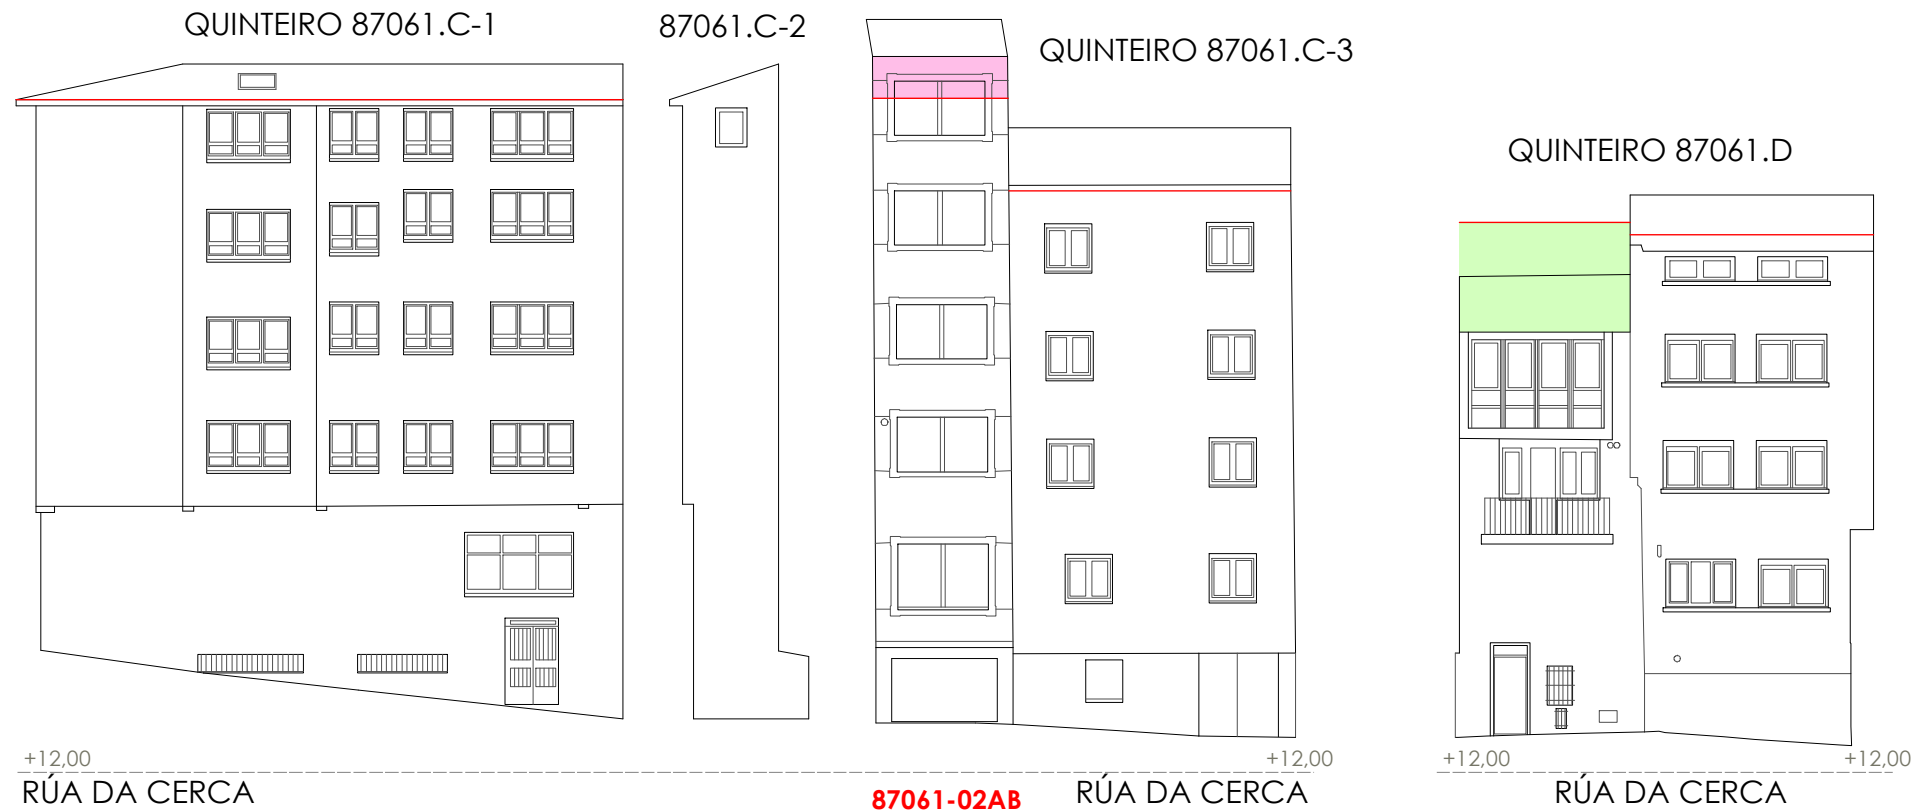 QUINTEIRO 87061.C-1
87061.C-2
QUINTEIRO 87061.C-3
QUINTEIRO 87061.D
+12,00
+12,00
+12,00
+12,00
RÚA DA CERCA
87061-02AB
RÚA DA CERCA
RÚA DA CERCA